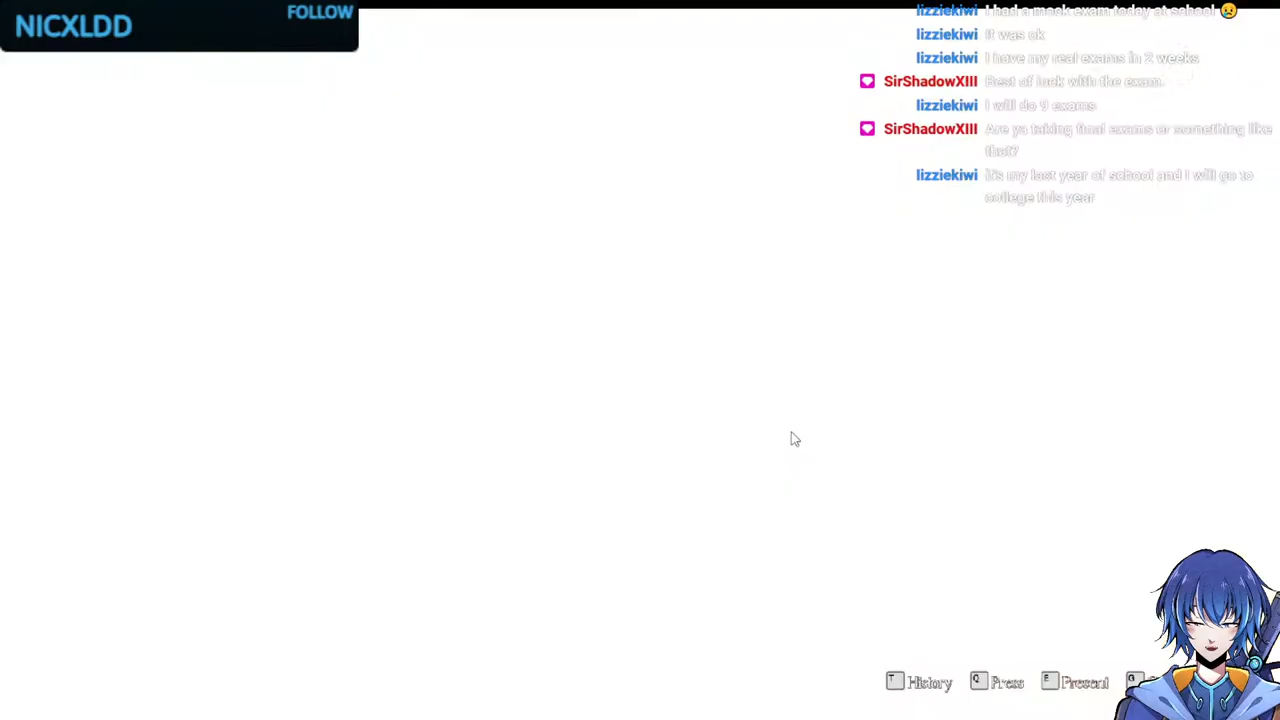 NICXLDD
FOLLOW
lizziekiwi I had a mock exam today at school 😢
lizziekiwi It was ok
lizziekiwi I have my real exams in 2 weeks
SirShadowXIII Best of luck with the exam.
lizziekiwi I will do 9 exams
SirShadowXIII Are ya taking final exams or something like
that?
lizziekiwi it's my last year of school and I will go to
college this year
T History Q Press E Present